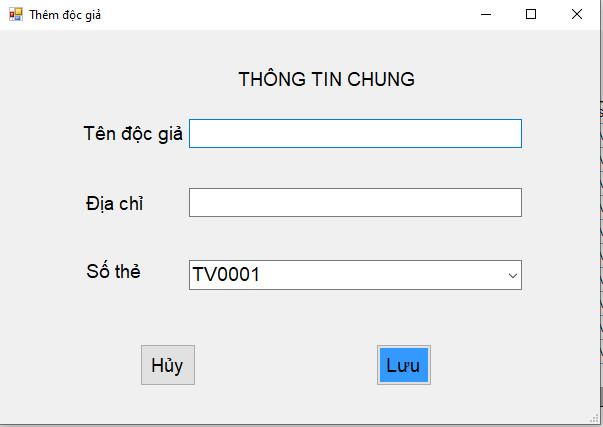 Thêm độc giả
THÔNG TIN CHUNG
Tên độc giả
Địa chỉ
Số thẻ
TV0001
Hủy
Lưu